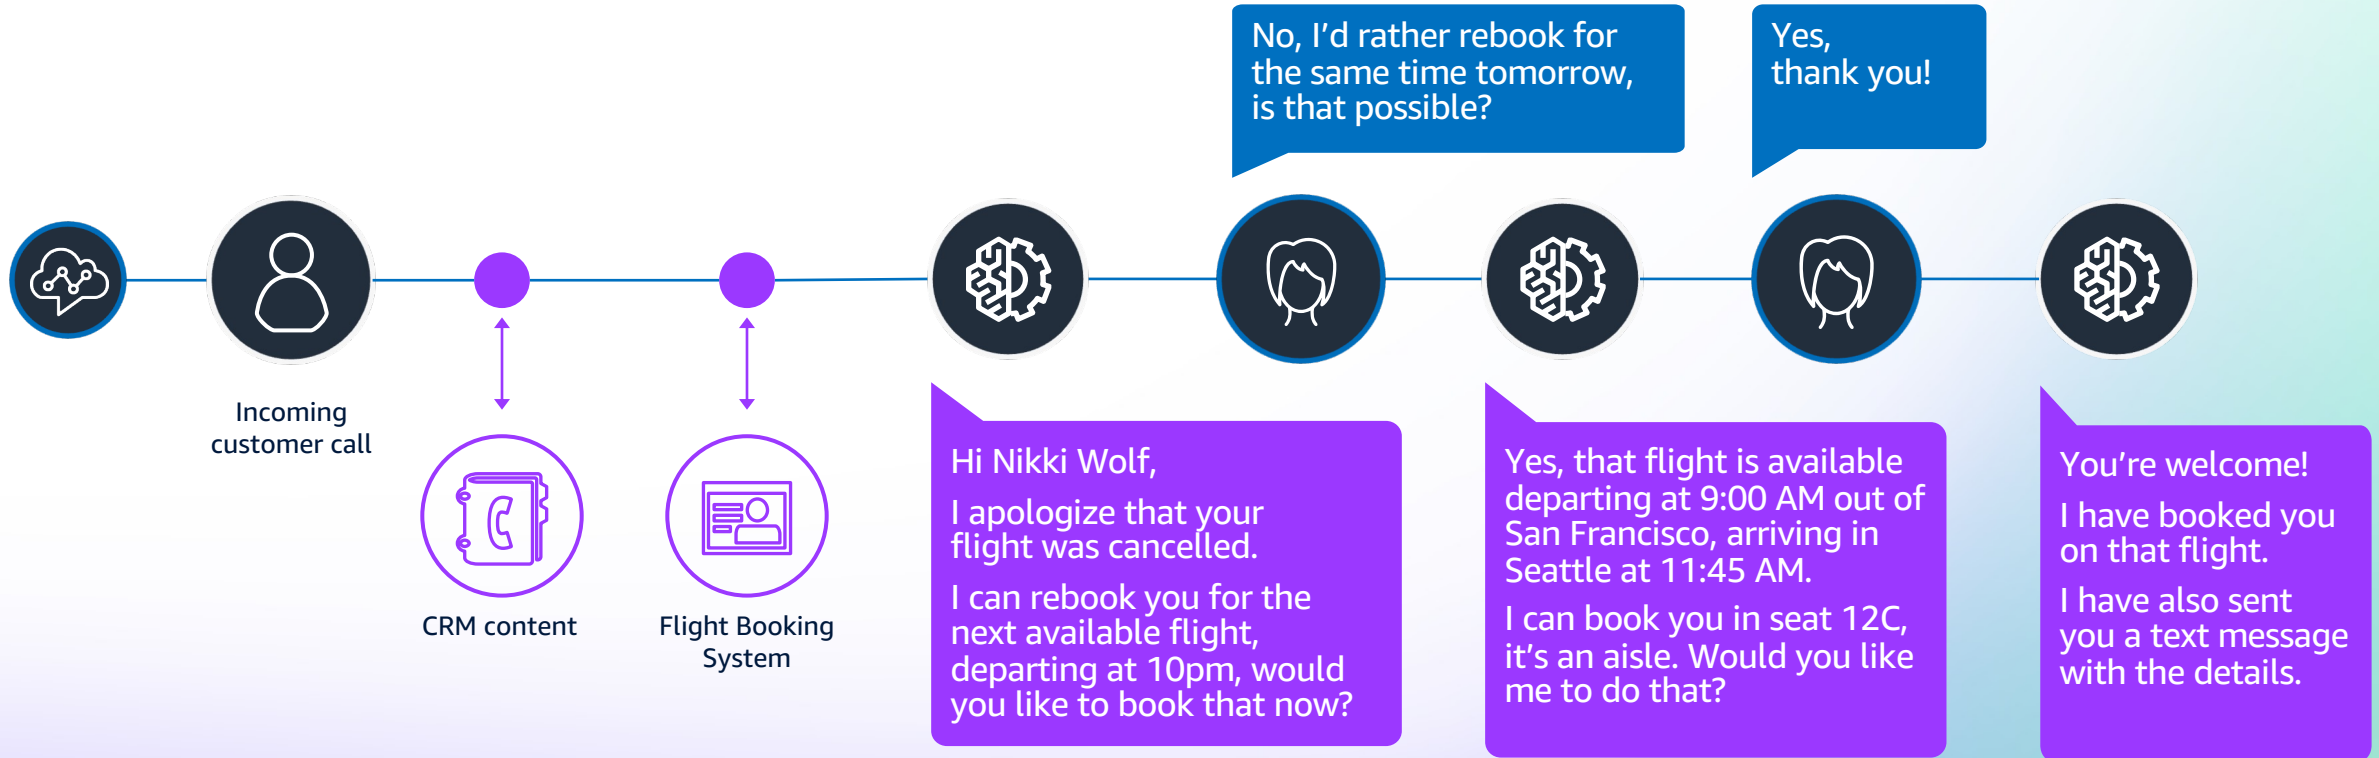 Incoming
customer call
CRM content
Flight Booking
System
Hi Nikki Wolf,
I apologize that your
flight was cancelled.
I can rebook you for the
next available flight,
departing at 10pm, would
you like to book that now?
No, I’d rather rebook for
the same time tomorrow,
is that possible?
Yes, that flight is available
departing at 9:00 AM out of
San Francisco, arriving in
Seattle at 11:45 AM.
I can book you in seat 12C,
it’s an aisle. Would you like
me to do that?
Yes,
thank you!
You’re welcome!
I have booked you
on that flight.
I have also sent
you a text message
with the details.